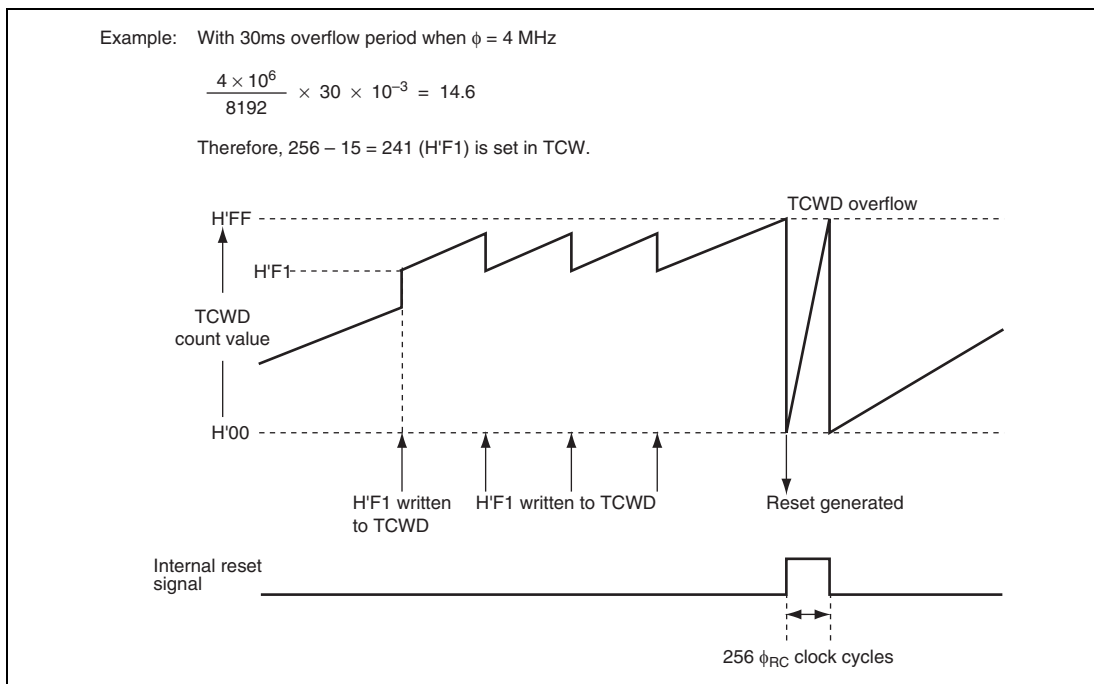 Example: With 30ms overflow period when ϕ = 4 MHz
4 × 10⁶
8192
× 30 × 10⁻³ = 14.6
Therefore, 256 – 15 = 241 (H'F1) is set in TCW.
TCWD overflow
H'FF
H'F1
TCWD
count value
H'00
H'F1 written
to TCWD
H'F1 written to TCWD
Reset generated
Internal reset
signal
256 ϕRC clock cycles